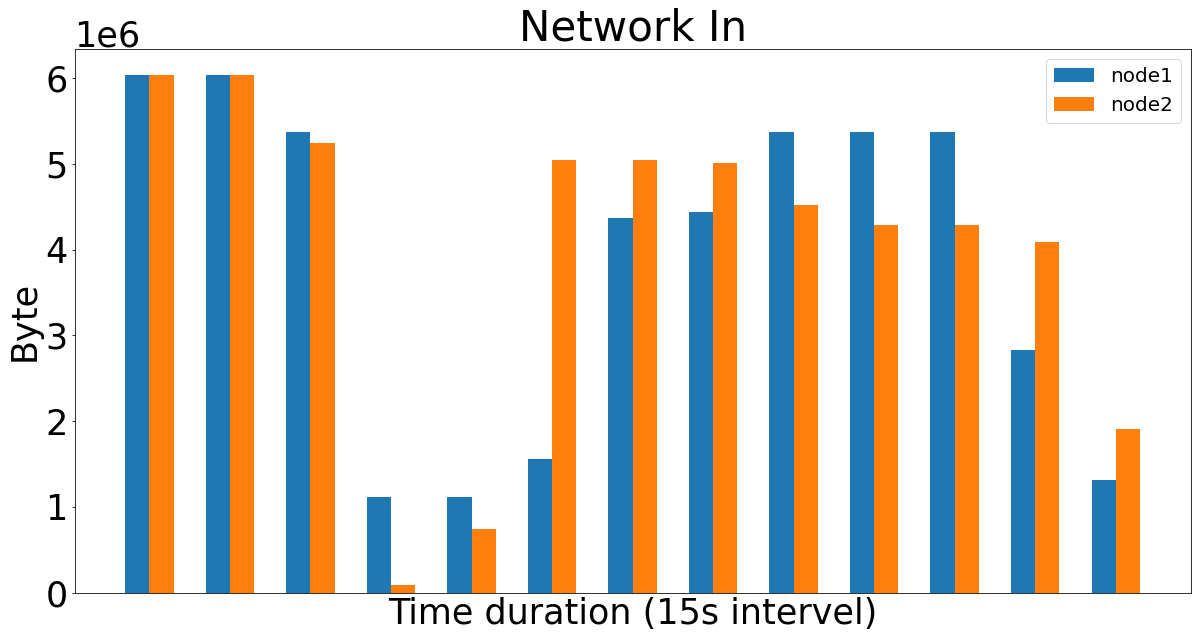 Network In
1e6
node1
node2
6
5
4
3
2
1
0
Byte
Time duration (15s intervel)